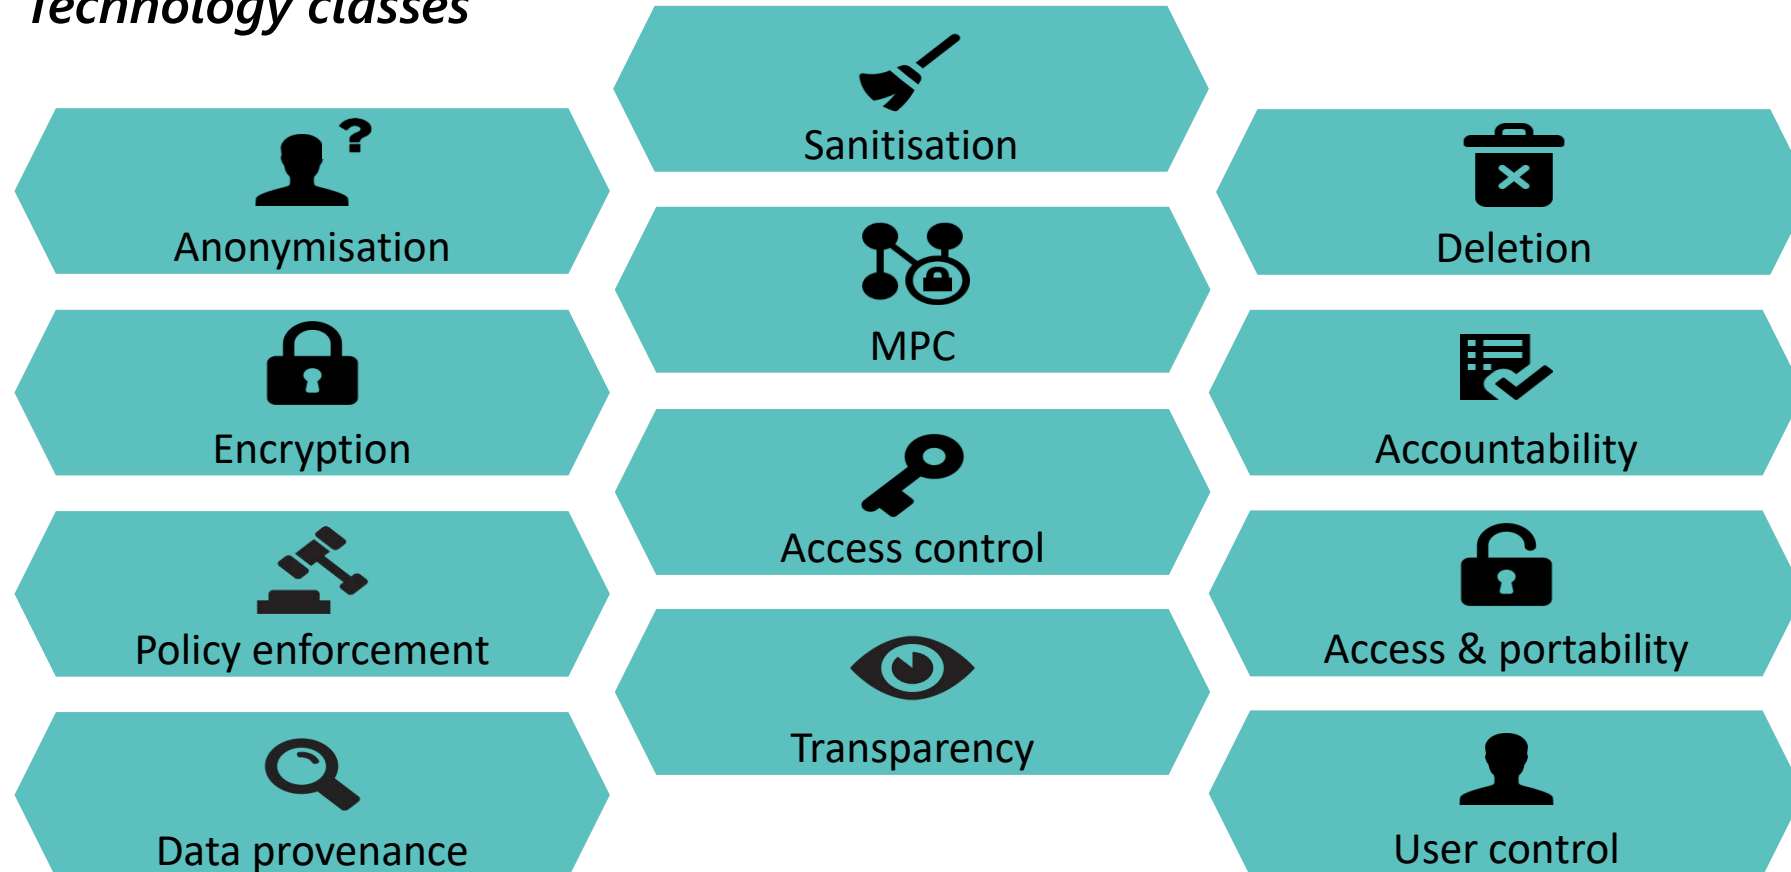 Technology classes
Sanitisation
Anonymisation
?
Deletion
MPC
Encryption
Accountability
Access control
Policy enforcement
Access & portability
Transparency
Data provenance
User control